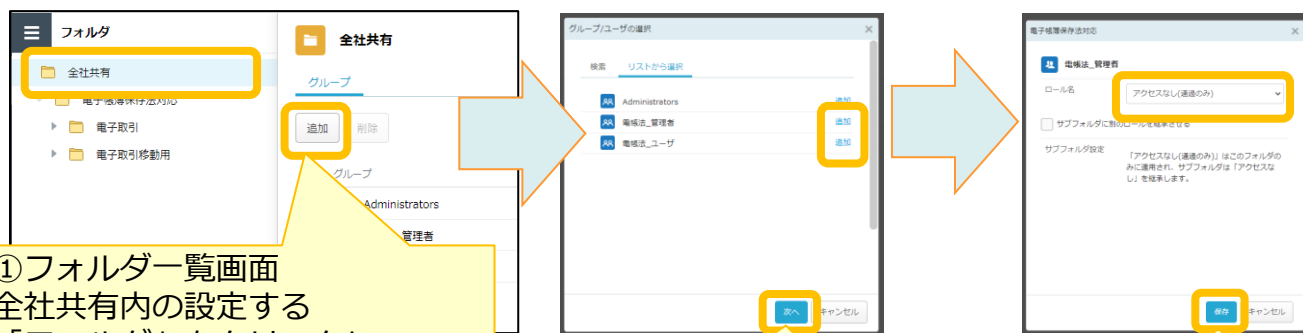 フォルダ
全社共有
電子帳簿保存法対応
電子取引
電子取引移動用
全社共有
グループ
追加
削除
グループ
Administrators
管理者
①フォルダ一覧画面
全社共有内の設定する
グループ/ユーザの選択
×
検索
リストから選択
Administrators
追加
電帳法_管理者
追加
電帳法_ユーザ
追加
次へ
キャンセル
電子帳簿保存法対応
×
電帳法_管理者
ロール名
アクセスなし(通過のみ)
サブフォルダに別のロールを継承させる
サブフォルダ設定
「アクセスなし(通過のみ)」はこのフォルダの
みに適用され、サブフォルダは「アクセスな
し」を継承します。
保存
キャンセル